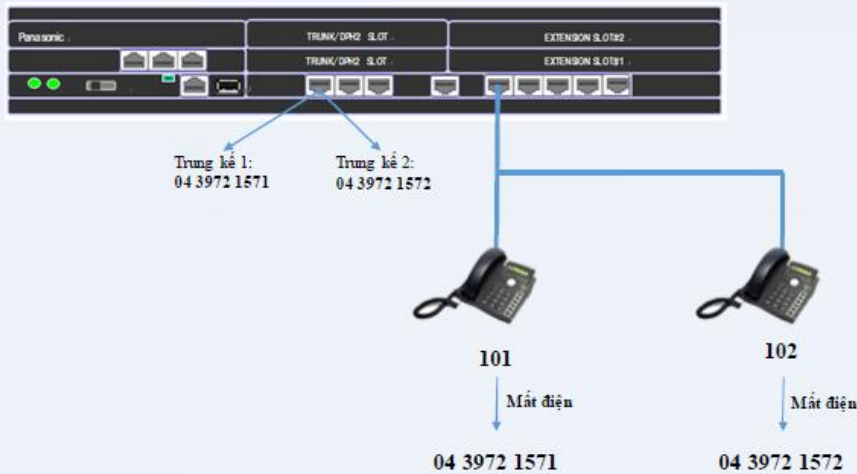 Panasonic
TRUNK/DPH2 SLOT
EXTENSION SLOT#2
TRUNK/DPH2 SLOT
EXTENSION SLOT#1
Trung kế 1:
04 3972 1571
Trung kế 2:
04 3972 1572
101
102
Mất điện
Mất điện
04 3972 1571
04 3972 1572